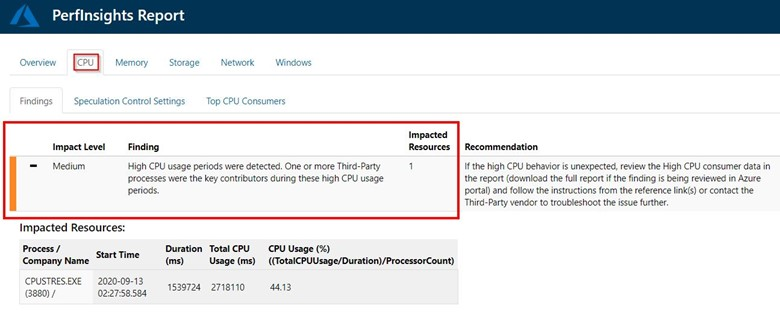 PerfInsights Report
Overview CPU Memory Storage Network Windows
Findings Speculation Control Settings Top CPU Consumers
Impact Level Finding Impacted Resources Recommendation
Medium High CPU usage periods were detected. One or more Third-Party 1 If the high CPU behavior is unexpected, review the High CPU consumer data in
processes were the key contributors during these high CPU usage the report (download the full report if the finding is being reviewed in Azure
periods. portal) and follow the instructions from the reference link(s) or contact the
Third-Party vendor to troubleshoot the issue further.
Impacted Resources:
Process / Duration Total CPU CPU Usage (%)
Company Name Start Time (ms) Usage (ms) ((TotalCPUUsage/Duration)/ProcessorCount)
CPUSTRES.EXE 2020-09-13 1539724 2718110 44.13
(3880) / 02:27:58.584